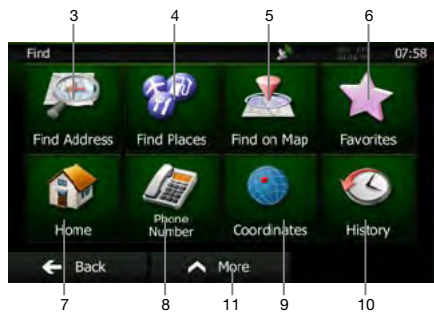 3 4 5 6
Find 07:58
Find Address Find Places Find on Map Favorites
Home Phone Number Coordinates History
Back More
7 8 11 9 10